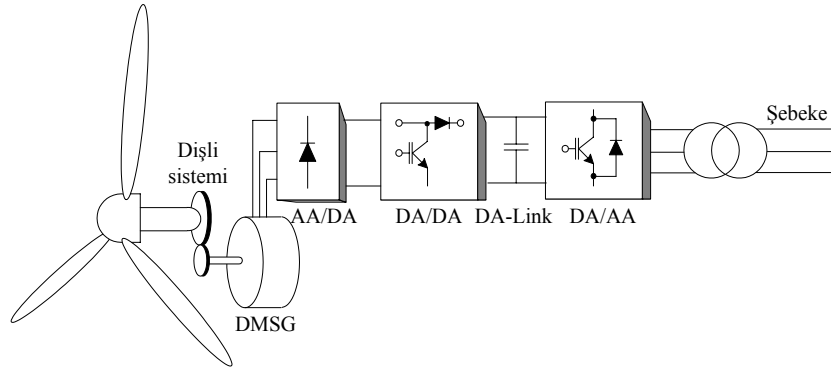 Şebeke
Dişli
sistemi
AA/DA
DA/DA
DA-Link
DA/AA
DMSG